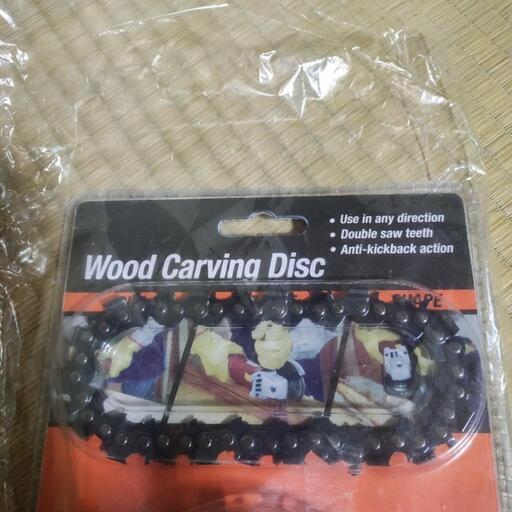 • Use in any direction
• Double saw teeth
• Anti-kickback action
Wood Carving Disc